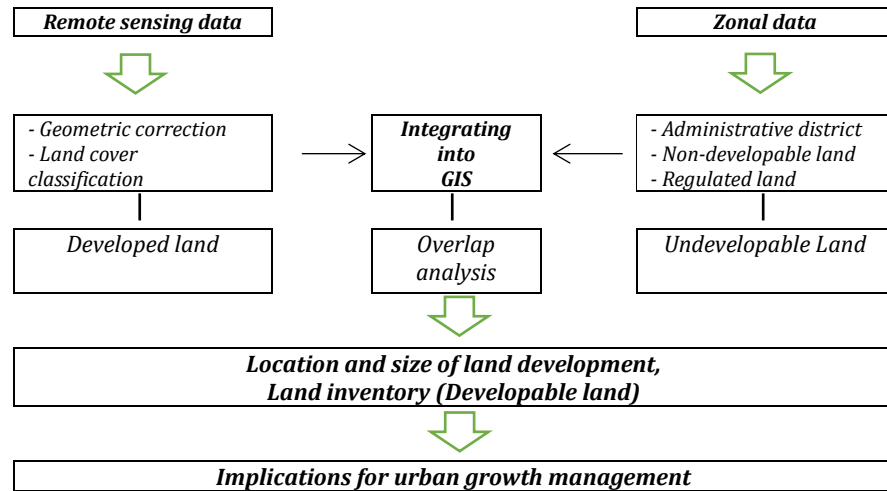 Remote sensing data
Zonal data
- Geometric correction
- Land cover
classification
Integrating
into
GIS
- Administrative district
- Non-developable land
- Regulated land
Developed land
Overlap
analysis
Undevelopable Land
Location and size of land development,
Land inventory (Developable land)
Implications for urban growth management